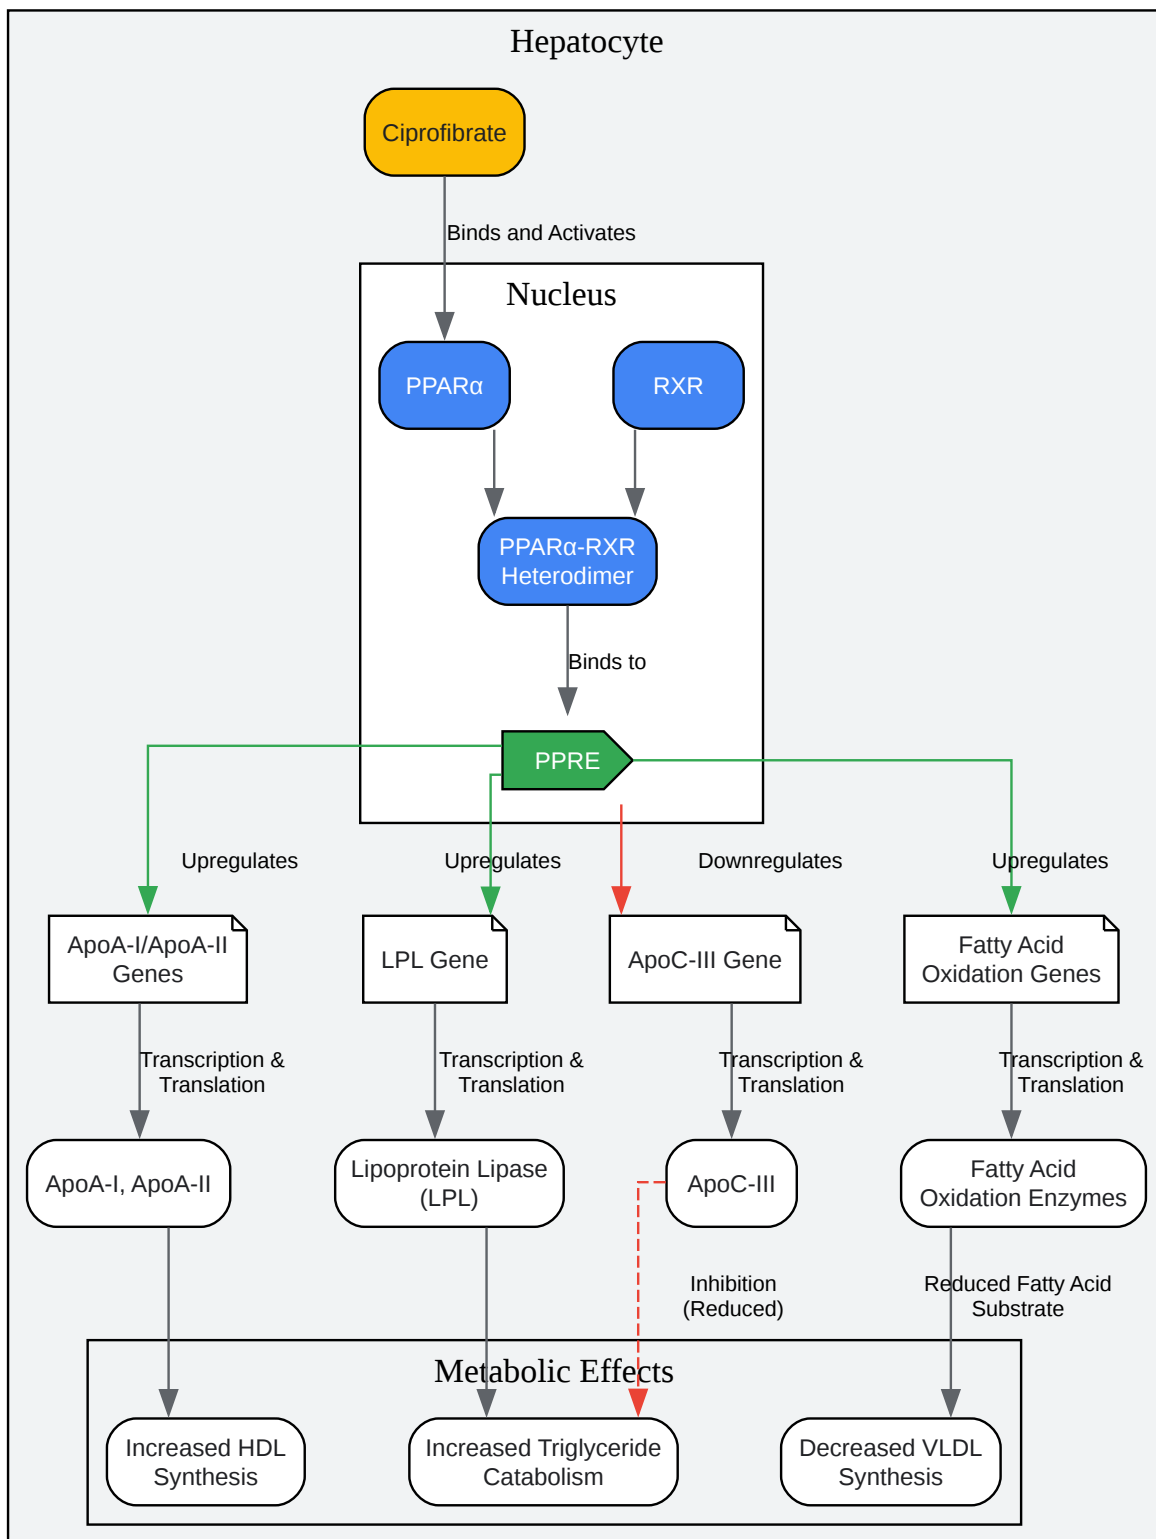 Hepatocyte
Ciprofibrate
Binds and Activates
Nucleus
PPARα
RXR
PPARα-RXR
Heterodimer
Binds to
PPRE
Upregulates
Upregulates
Downregulates
Upregulates
ApoA-I/ApoA-II
Genes
LPL Gene
ApoC-III Gene
Fatty Acid
Oxidation Genes
Transcription &
Translation
Transcription &
Translation
Transcription &
Translation
Transcription &
Translation
ApoA-I, ApoA-II
Lipoprotein Lipase
(LPL)
ApoC-III
Fatty Acid
Oxidation Enzymes
Inhibition
(Reduced)
Reduced Fatty Acid
Substrate
Metabolic Effects
Increased HDL
Synthesis
Increased Triglyceride
Catabolism
Decreased VLDL
Synthesis